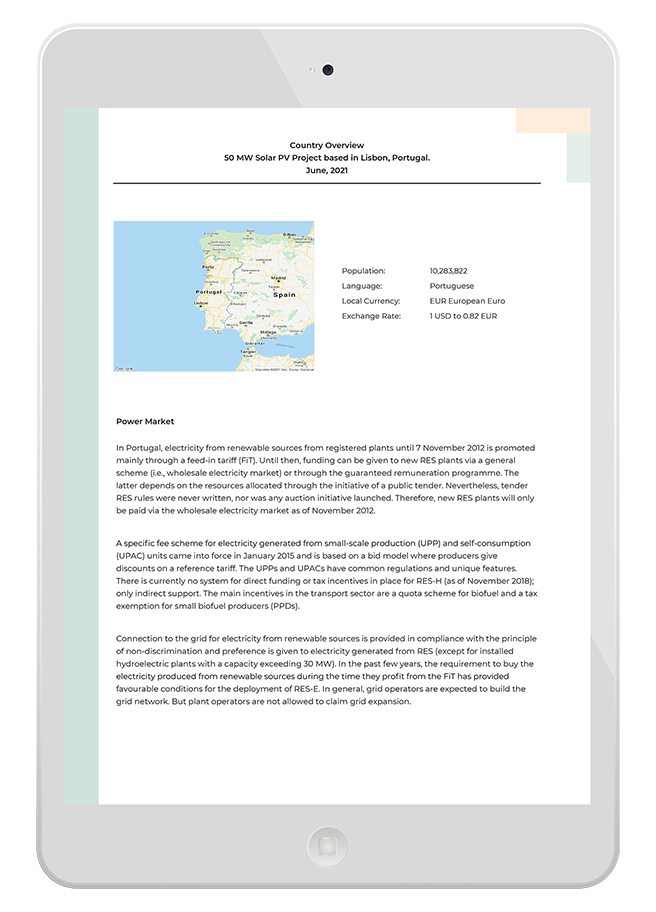 Country Overview
50 MW Solar PV Project based in Lisbon, Portugal.
June, 2021
Bilbao
Porto
Portugal
Lisbon
Madrid
Spain
Salamanca
Toledo
Seville
Granada
Málaga
Gibraltar
Tangier
Google
Population: 10,283,822
Language: Portuguese
Local Currency: EUR European Euro
Exchange Rate: 1 USD to 0.82 EUR
Power Market
In Portugal, electricity from renewable sources from registered plants until 7 November 2012 is promoted
mainly through a feed-in tariff (FiT). Until then, funding can be given to new RES plants via a general
scheme (i.e., wholesale electricity market) or through the guaranteed remuneration programme. The
latter depends on the resources allocated through the initiative of a public tender. Nevertheless, tender
RES rules were never written, nor was any auction initiative launched. Therefore, new RES plants will only
be paid via the wholesale electricity market as of November 2012.
A specific fee scheme for electricity generated from small-scale production (UPP) and self-consumption
(UPAC) units came into force in January 2015 and is based on a bid model where producers give
discounts on a reference tariff. The UPPs and UPACs have common regulations and unique features.
There is currently no system for direct funding or tax incentives in place for RES-H (as of November 2018);
only indirect support. The main incentives in the transport sector are a quota scheme for biofuel and a tax
exemption for small biofuel producers (PPDs).
Connection to the grid for electricity from renewable sources is provided in compliance with the principle
of non-discrimination and preference is given to electricity generated from RES (except for installed
hydroelectric plants with a capacity exceeding 30 MW). In the past few years, the requirement to buy the
electricity produced from renewable sources during the time they profit from the FiT has provided
favourable conditions for the deployment of RES-E. In general, grid operators are expected to build the
grid network. But plant operators are not allowed to claim grid expansion.